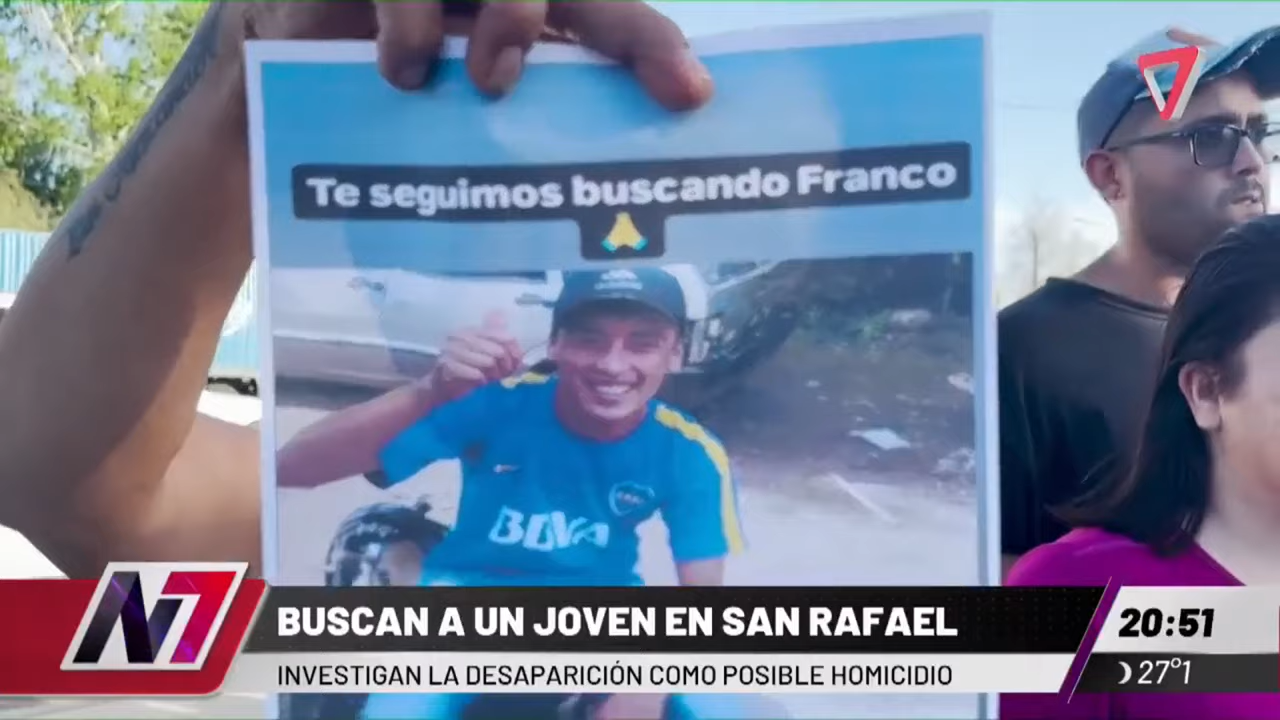 Te seguimos buscando Franco
🙏
BBVA
N7
BUSCAN A UN JOVEN EN SAN RAFAEL
INVESTIGAN LA DESAPARICIÓN COMO POSIBLE HOMICIDIO
20:51
27°1